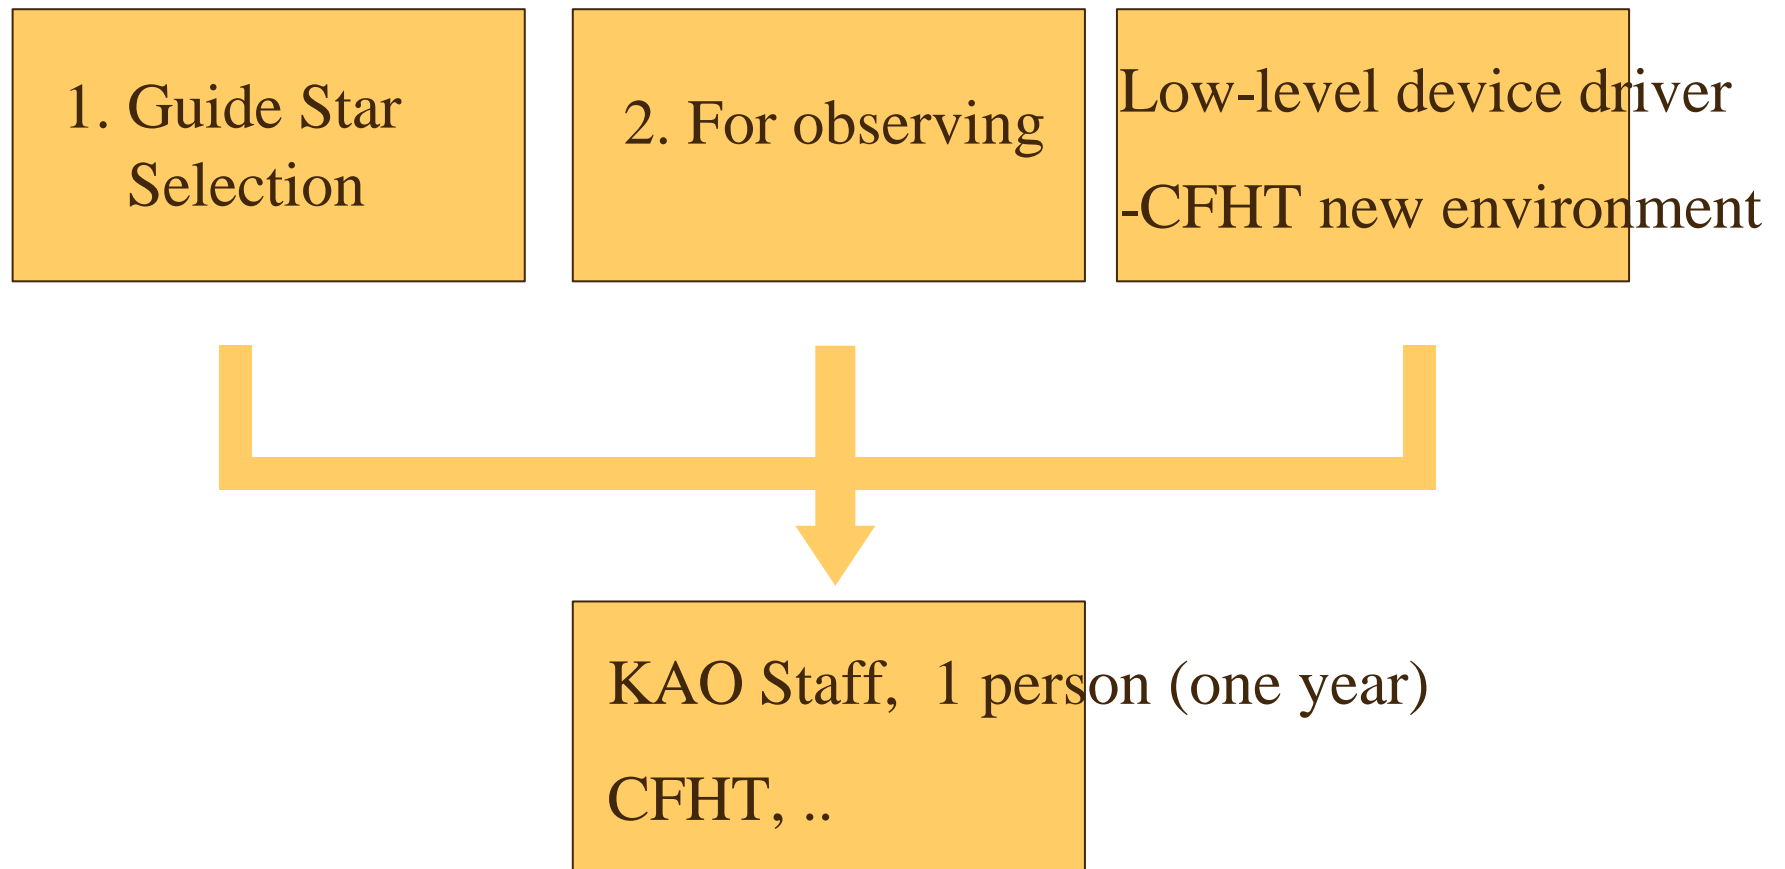 1. Guide Star
Selection
2. For observing
Low-level device driver
-CFHT new environment
KAO Staff,  1 person (one year)
CFHT, ..